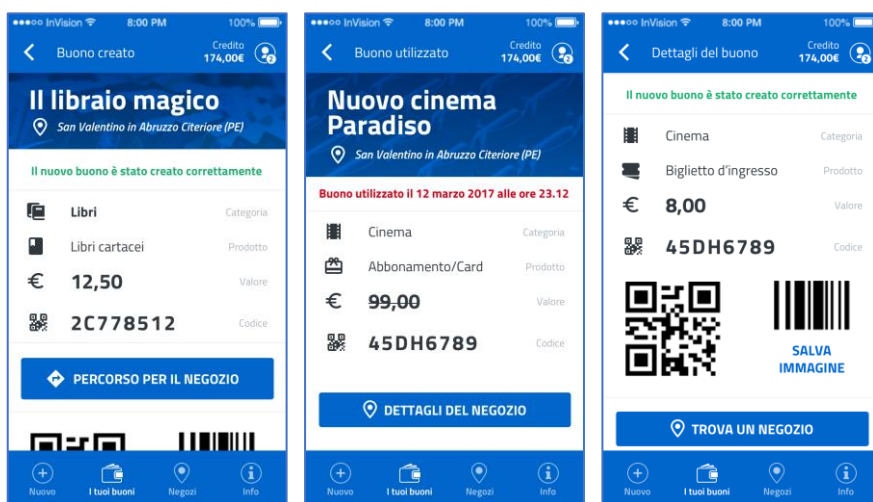 InVision 8:00 PM 100%
Buono creato
Credito
174,00€
2
Il libraio magico
San Valentino in Abruzzo Citeriore (PE)
Il nuovo buono è stato creato correttamente
Libri Categoria
Libri cartacei Prodotto
€ 12,50 Valore
2C778512 Codice
PERCORSO PER IL NEGOZIO
Nuovo I tuoi buoni Negozi Info
InVision 8:00 PM 100%
Buono utilizzato
Credito
174,00€
2
Nuovo cinema
Paradiso
San Valentino in Abruzzo Citeriore (PE)
Buono utilizzato il 12 marzo 2017 alle ore 23.12
Cinema Categoria
Abbonamento/Card Prodotto
€ 99,00 Valore
45DH6789 Codice
DETTAGLI DEL NEGOZIO
Nuovo I tuoi buoni Negozi Info
InVision 8:00 PM 100%
Dettagli del buono
Credito
174,00€
2
Il nuovo buono è stato creato correttamente
Cinema Categoria
Biglietto d'ingresso Prodotto
€ 8,00 Valore
45DH6789 Codice
SALVA
IMMAGINE
TROVA UN NEGOZIO
Nuovo I tuoi buoni Negozi Info